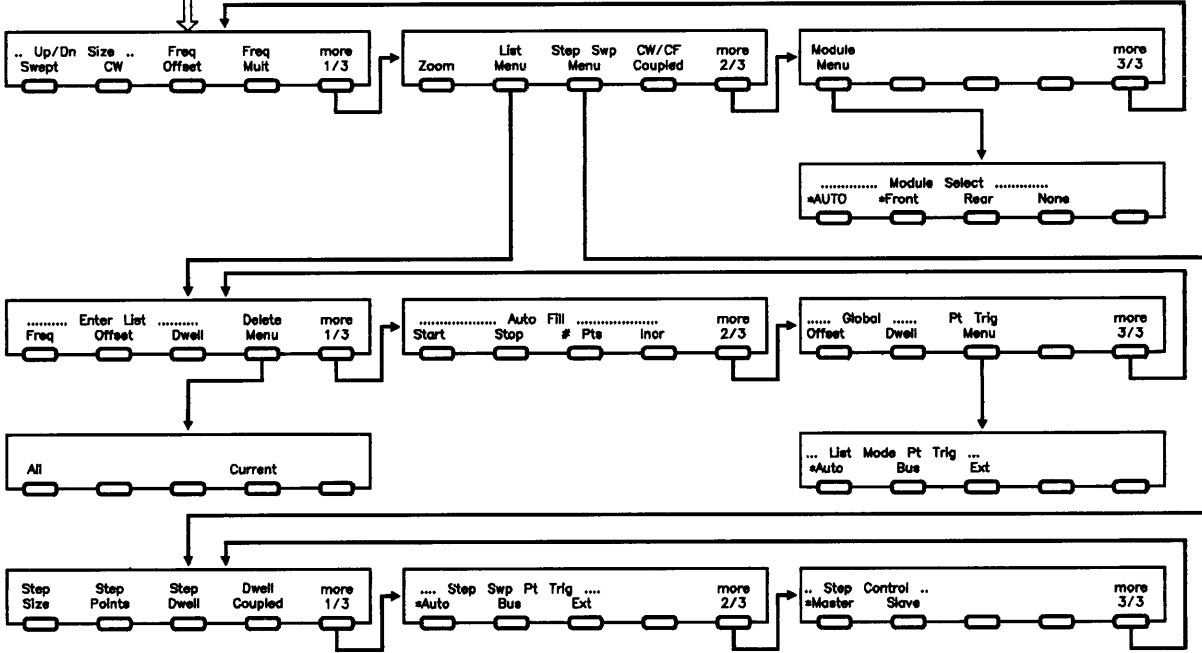 .. Up/Dn Size .. Freq Freq more
Swept CW Offset Mult 1/3
List Step Swp CW/CF more
Zoom Menu Menu Coupled 2/3
Module more
Menu 3/3
............. Module Select .............
*AUTO *Front Rear None
.......... Enter List .......... Delete more
Freq Offset Dwell Menu 1/3
................... Auto Fill ....................... more
Start Stop # Pts Incr 2/3
...... Global ...... Pt Trig more
Offset Dwell Menu 3/3
All Current
... List Mode Pt Trig ...
*Auto Bus Ext
Step Step Step Dwell more
Size Points Dwell Coupled 1/3
.... Step Swp Pt Trig .... more
*Auto Bus Ext 2/3
.. Step Control .. more
*Master Slave 3/3